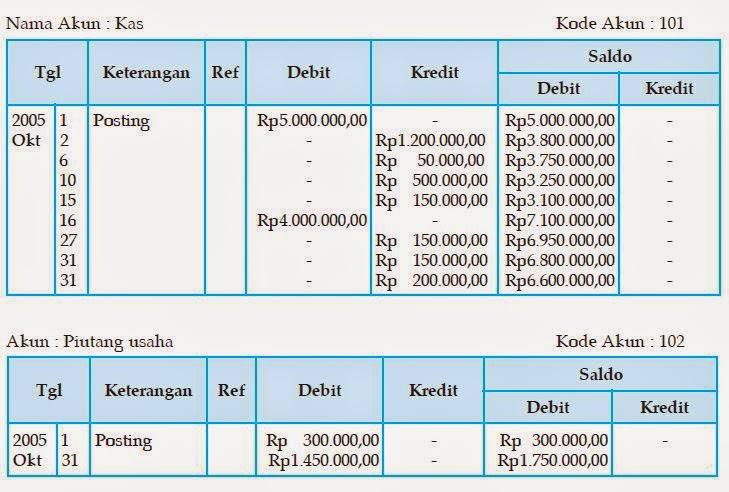 Nama Akun : Kas Kode Akun : 101
Tgl Keterangan Ref Debit Kredit Saldo
Debit Kredit
2005 1 Posting Rp5.000.000,00 - Rp5.000.000,00 -
Okt 2 - Rp1.200.000,00 Rp3.800.000,00 -
6 - Rp 50.000,00 Rp3.750.000,00 -
10 - Rp 500.000,00 Rp3.250.000,00 -
15 - Rp 150.000,00 Rp3.100.000,00 -
16 Rp4.000.000,00 - Rp7.100.000,00 -
27 - Rp 150.000,00 Rp6.950.000,00 -
31 - Rp 150.000,00 Rp6.800.000,00 -
31 - Rp 200.000,00 Rp6.600.000,00 -
Akun : Piutang usaha Kode Akun : 102
Tgl Keterangan Ref Debit Kredit Saldo
Debit Kredit
2005 1 Posting Rp 300.000,00 - Rp 300.000,00 -
Okt 31 Rp1.450.000,00 - Rp1.750.000,00